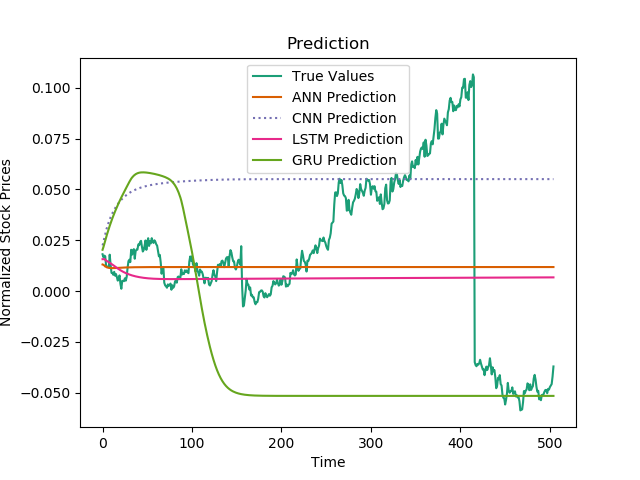 Prediction
True Values
ANN Prediction
CNN Prediction
LSTM Prediction
GRU Prediction
0.100
0.075
0.050
0.025
0.000
−0.025
−0.050
Normalized Stock Prices
0 100 200 300 400 500
Time